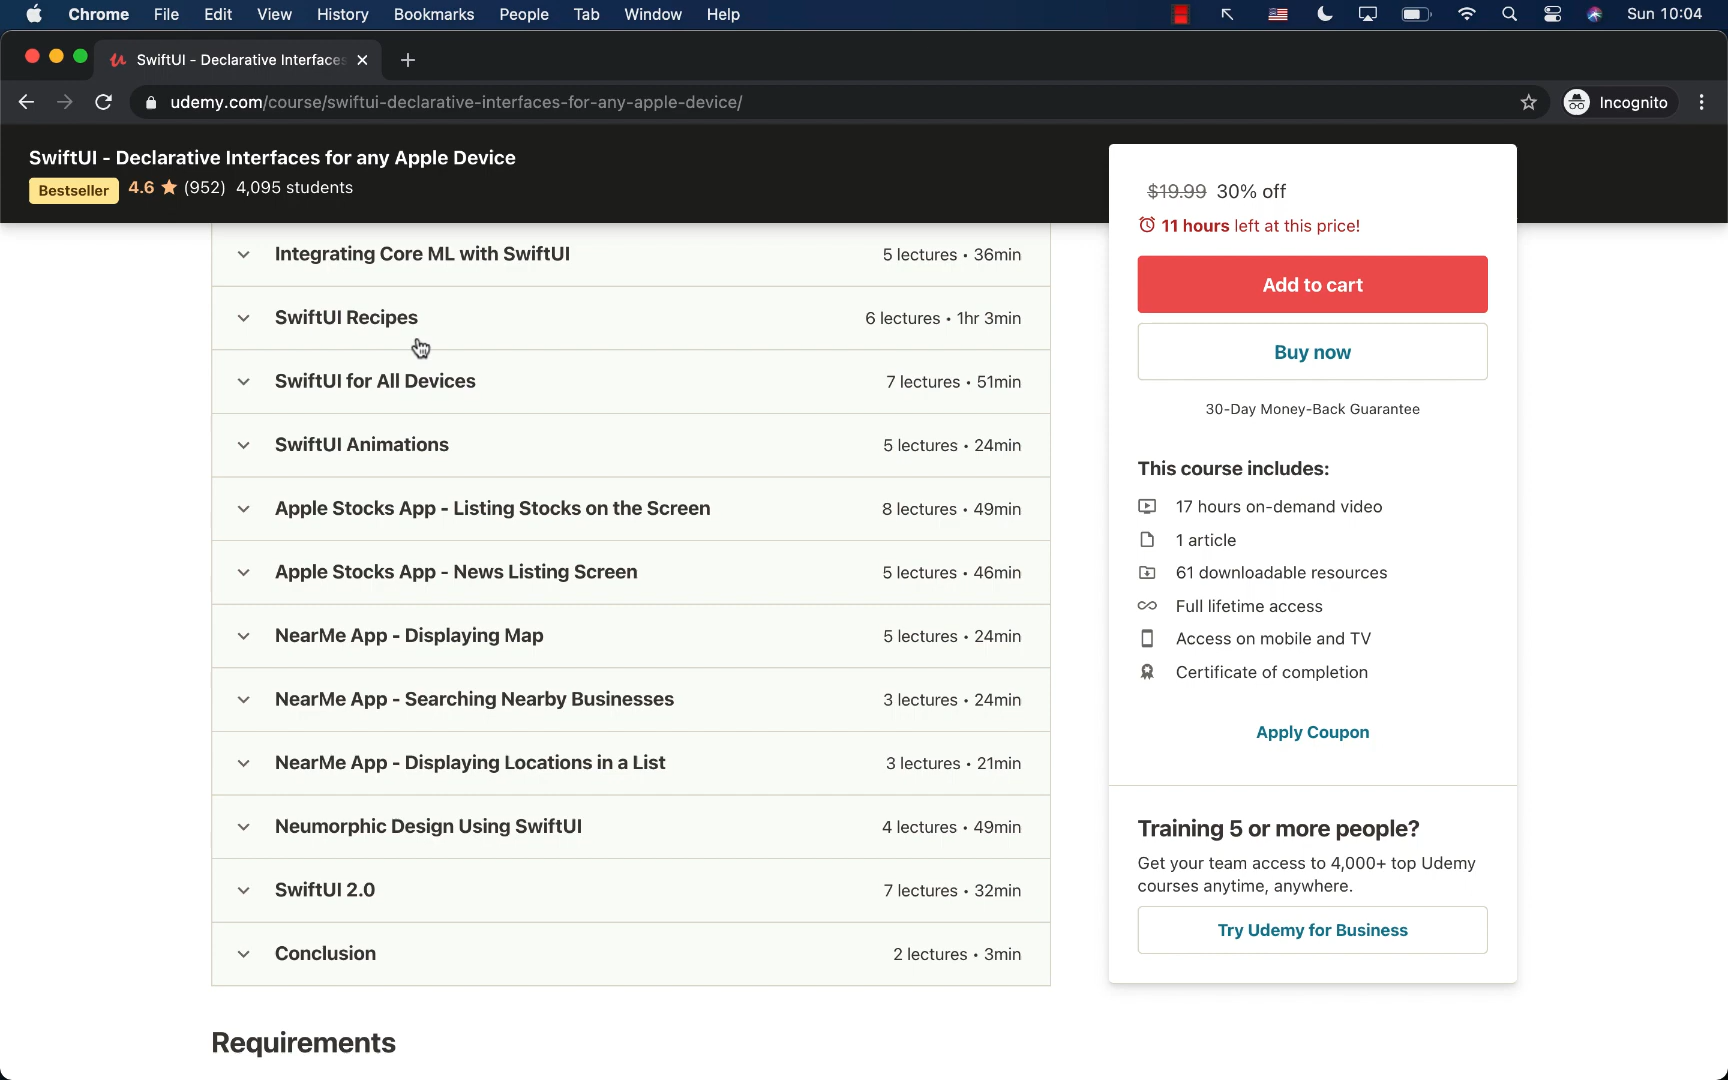 Chrome File Edit View History Bookmarks People Tab Window Help Sun 10:04
SwiftUI - Declarative Interfaces
udemy.com/course/swiftui-declarative-interfaces-for-any-apple-device/ Incognito
SwiftUI - Declarative Interfaces for any Apple Device
Bestseller 4.6 (952) 4,095 students
Integrating Core ML with SwiftUI 5 lectures • 36min
SwiftUI Recipes 6 lectures • 1hr 3min
SwiftUI for All Devices 7 lectures • 51min
SwiftUI Animations 5 lectures • 24min
Apple Stocks App - Listing Stocks on the Screen 8 lectures • 49min
Apple Stocks App - News Listing Screen 5 lectures • 46min
NearMe App - Displaying Map 5 lectures • 24min
NearMe App - Searching Nearby Businesses 3 lectures • 24min
NearMe App - Displaying Locations in a List 3 lectures • 21min
Neumorphic Design Using SwiftUI 4 lectures • 49min
SwiftUI 2.0 7 lectures • 32min
Conclusion 2 lectures • 3min
Requirements
$19.99 30% off
11 hours left at this price!
Add to cart
Buy now
30-Day Money-Back Guarantee
This course includes:
17 hours on-demand video
1 article
61 downloadable resources
Full lifetime access
Access on mobile and TV
Certificate of completion
Apply Coupon
Training 5 or more people?
Get your team access to 4,000+ top Udemy
courses anytime, anywhere.
Try Udemy for Business